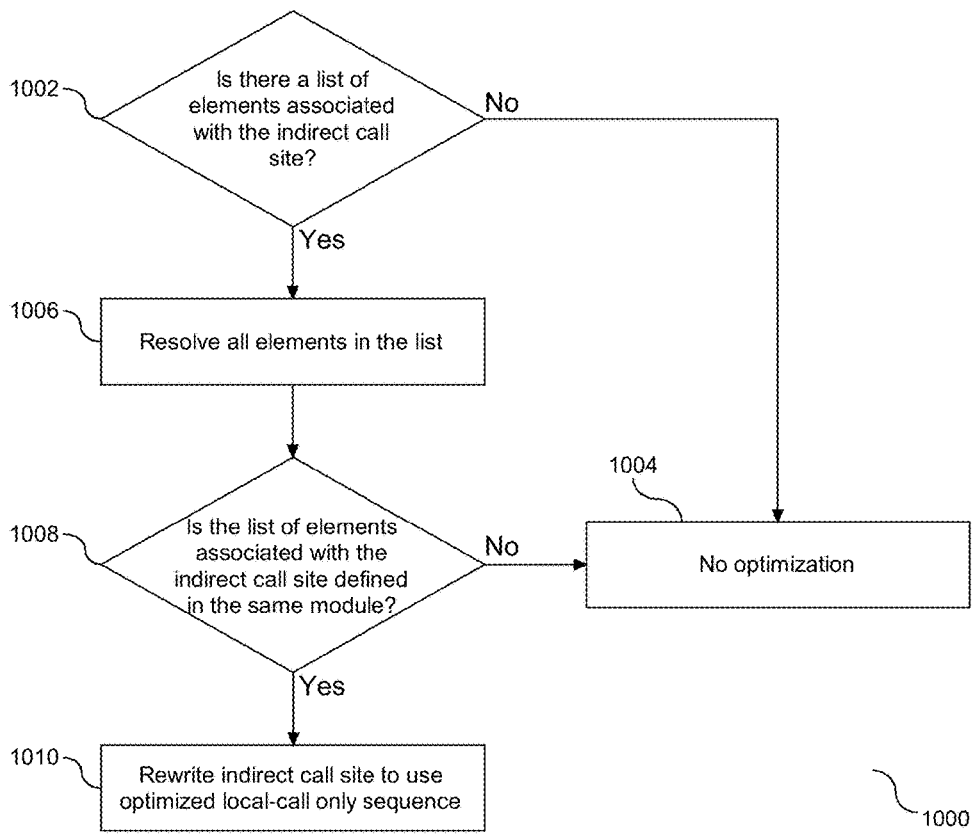 1002
Is there a list of
elements associated
with the indirect call
site?
No
Yes
1006
Resolve all elements in the list
1004
1008
Is the list of elements
associated with the
indirect call site defined
in the same module?
No
No optimization
Yes
1010
Rewrite indirect call site to use
optimized local-call only sequence
1000